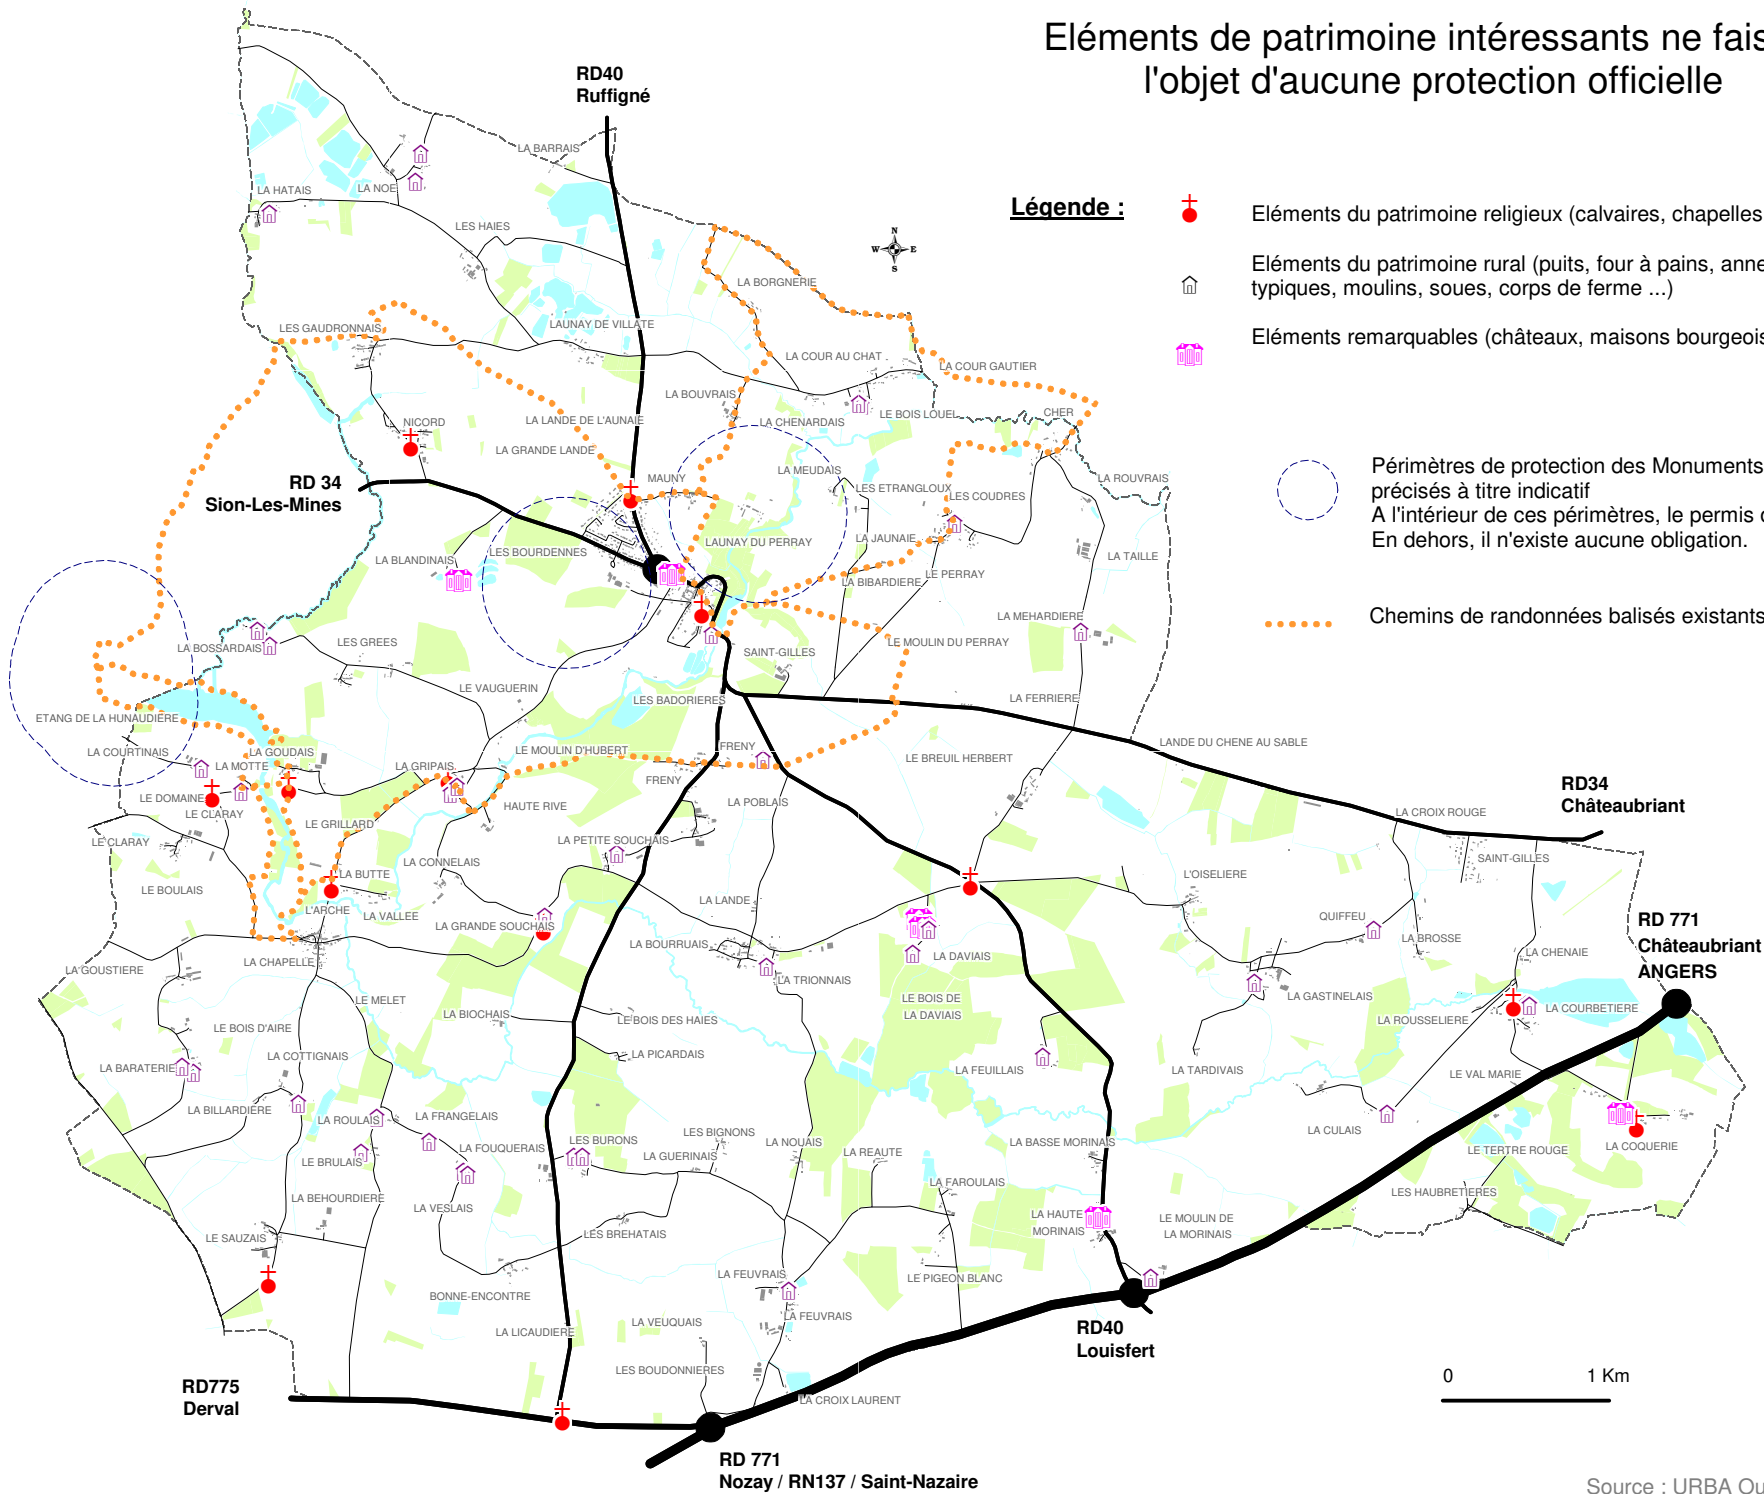 Eléments de patrimoine intéressants ne fais
l'objet d'aucune protection officielle
RD40
Ruffigné
Légende :
Eléments du patrimoine religieux (calvaires, chapelles
Eléments du patrimoine rural (puits, four à pains, anne
typiques, moulins, soues, corps de ferme ...)
Eléments remarquables (châteaux, maisons bourgeois
Périmètres de protection des Monuments
précisés à titre indicatif
A l'intérieur de ces périmètres, le permis d
En dehors, il n'existe aucune obligation.
Chemins de randonnées balisés existants
N
W
E
S
LA BARRAIS
LA HATAIS
LA NOE
LES HAIES
LA BORGNERIE
LES GAUDRONNAIS
LAUNAY DE VILLATE
LA COUR AU CHAT
LA COUR GAUTIER
LA BOUVRAIS
NICORD
LA LANDE DE L'AUNAIE
LA CHENARDAIS
LE BOIS LOUEL
CHER
LA GRANDE LANDE
RD 34
Sion-Les-Mines
MAUNY
LA MEUDAIS
LES ETRANGLOUX
LES COUDRES
LA ROUVRAIS
LA BLANDINAIS
LES BOURDENNES
LAUNAY DU PERRAY
LA JAUNAIE
LE PERRAY
LA TAILLE
LA BIBARDIERE
LA MEHARDIERE
LA BOSSARDAIS
LES GREES
SAINT-GILLES
LE MOULIN DU PERRAY
LE VAUGUERIN
LES BADORIERES
LA FERRIERE
ETANG DE LA HUNAUDIERE
LA COURTINAIS
LA GOUDAIS
LE MOULIN D'HUBERT
FRENY
LE BREUIL HERBERT
LANDE DU CHENE AU SABLE
LA MOTTE
LA GRIPAIS
FRENY
RD34
Châteaubriant
LE DOMAINE
LE CLARAY
HAUTE RIVE
LA POBLAIS
LA CROIX ROUGE
LE CLARAY
LE GRILLARD
LA PETITE SOUCHAIS
SAINT-GILLES
LE BOULAIS
LA BUTTE
LA CONNELAIS
L'OISELIERE
L'ARCHE
LA VALLEE
LA GRANDE SOUCHAIS
LA LANDE
QUIFFEU
LA BROSSE
RD 771
Châteaubriant
ANGERS
LA CHAPELLE
LA BOURRUAIS
LA DAVIAIS
LA CHENAIE
LA GOUSTIERE
LA TRIONNAIS
LE MELET
LA BIOCHAIS
LE BOIS DE
LA DAVIAIS
LA GASTINELAIS
LA ROUSSELIERE
LA COURBETIERE
LE BOIS D'AIRE
LE BOIS DES HAIES
LA COTTIGNAIS
LA PICARDAIS
LA BARATERIE
LA FEUILLAIS
LA TARDIVAIS
LE VAL MARIE
LA BILLARDIERE
LA ROULAIS
LA FRANGELAIS
LES BIGNONS
LA CULAIS
LE BRULAIS
LA FOUQUERAIS
LES BURONS
LA GUERINAIS
LA NOUAIS
LA REAUTE
LA BASSE MORINAIS
LE TERTRE ROUGE
LA COQUERIE
LA BEHOURDIERE
LA VESLAIS
LA FAROULAIS
LES HAUBRETIERES
LE SAUZAIS
LES BREHATAIS
LA HAUTE
MORINAIS
LE MOULIN DE
LA MORINAIS
BONNE-ENCONTRE
LA FEUVRAIS
LE PIGEON BLANC
LA FEUVRAIS
LA LICAUDIERE
LA VEUQUAIS
LES BOUDONNIERES
LA CROIX LAURENT
RD40
Louisfert
RD775
Derval
0 1 Km
RD 771
Nozay / RN137 / Saint-Nazaire
Source : URBA Ou